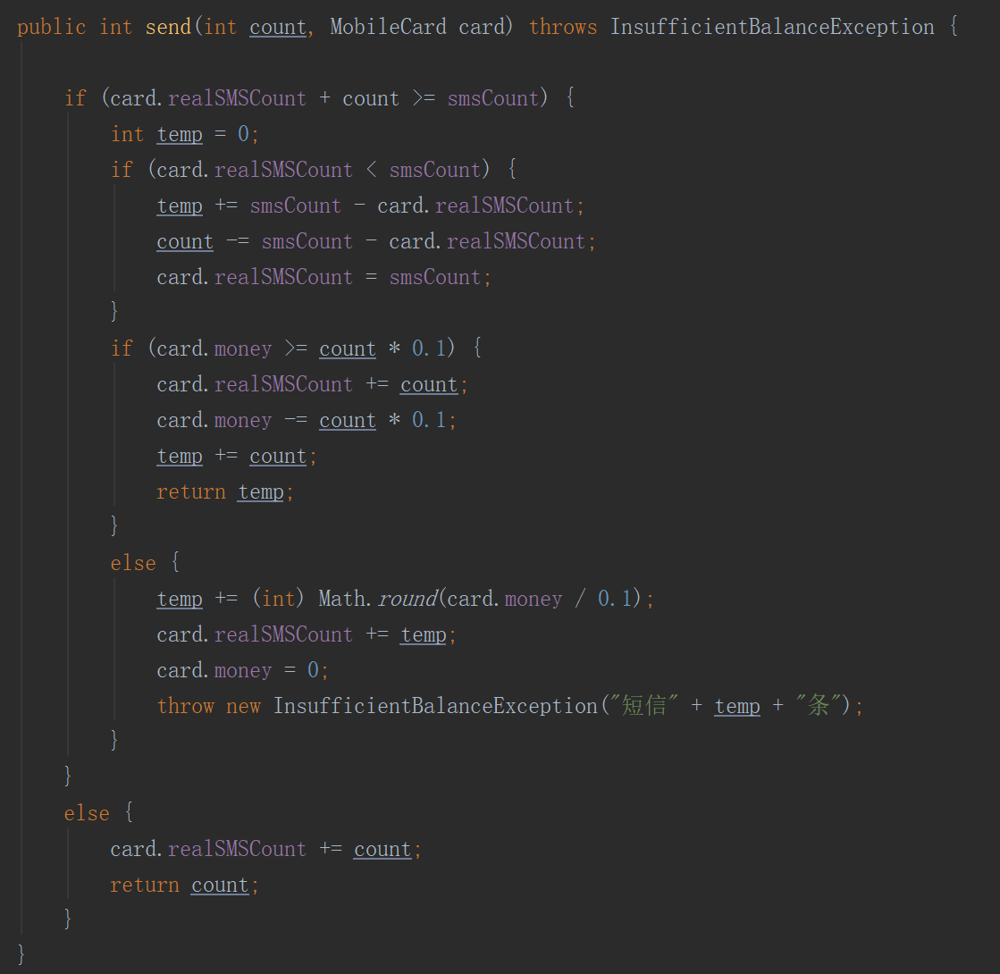 public int send(int count, MobileCard card) throws InsufficientBalanceException {
if (card.realSMSCount + count >= smsCount) {
int temp = 0;
if (card.realSMSCount < smsCount) {
temp += smsCount - card.realSMSCount;
count -= smsCount - card.realSMSCount;
card.realSMSCount = smsCount;
}
if (card.money >= count * 0.1) {
card.realSMSCount += count;
card.money -= count * 0.1;
temp += count;
return temp;
}
else {
temp += (int) Math.round(card.money / 0.1);
card.realSMSCount += temp;
card.money = 0;
throw new InsufficientBalanceException("短信" + temp + "条");
}
}
else {
card.realSMSCount += count;
return count;
}
}